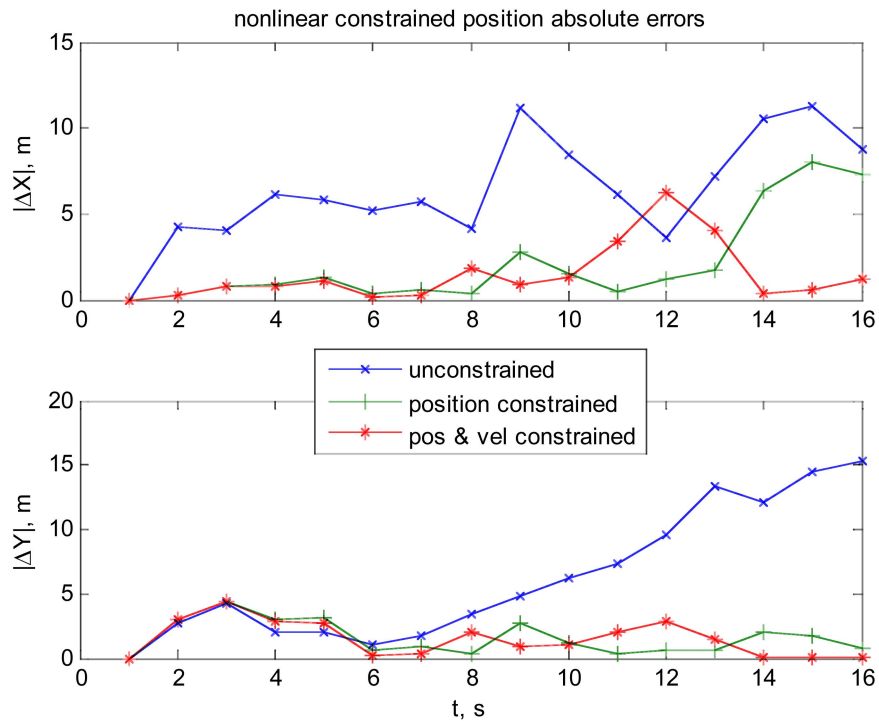 nonlinear constrained position absolute errors
15
10
5
0
|ΔX|, m
0 2 4 6 8 10 12 14 16
unconstrained
position constrained
pos & vel constrained
20
15
10
5
0
|ΔY|, m
0 2 4 6 8 10 12 14 16
t, s